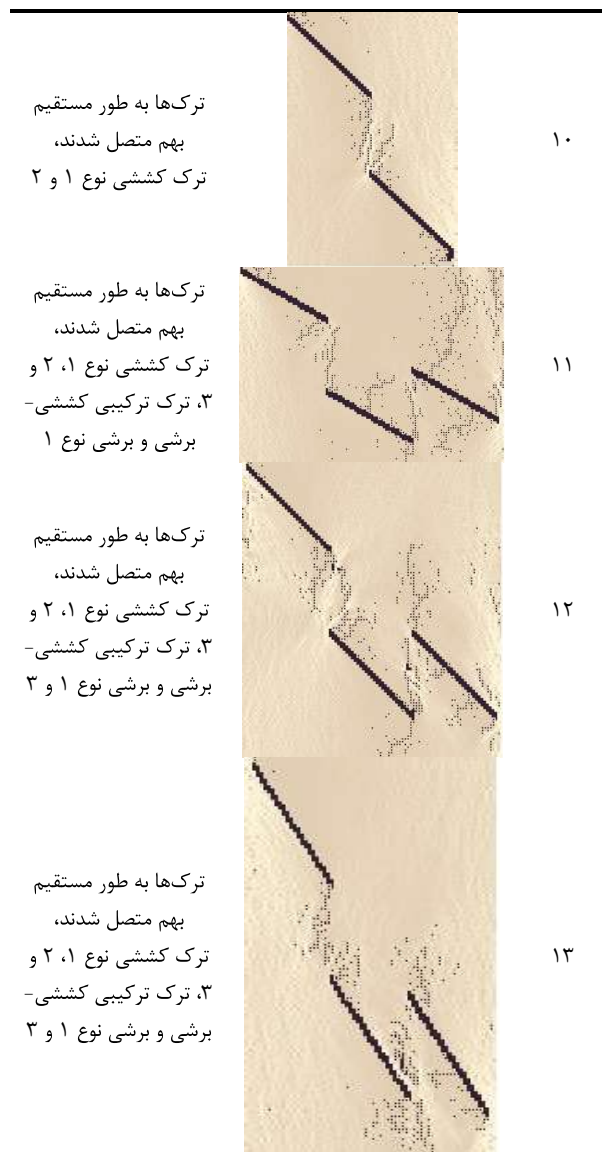 ۱۰
ترک‌ها به طور مستقیم
بهم متصل شدند،
ترک کششی نوع ۱ و ۲
۱۱
ترک‌ها به طور مستقیم
بهم متصل شدند،
ترک کششی نوع ۱، ۲ و
۳، ترک ترکیبی کششی-
برشی و برشی نوع ۱
۱۲
ترک‌ها به طور مستقیم
بهم متصل شدند،
ترک کششی نوع ۱، ۲ و
۳، ترک ترکیبی کششی-
برشی و برشی نوع ۱ و ۳
۱۳
ترک‌ها به طور مستقیم
بهم متصل شدند،
ترک کششی نوع ۱، ۲ و
۳، ترک ترکیبی کششی-
برشی و برشی نوع ۱ و ۳